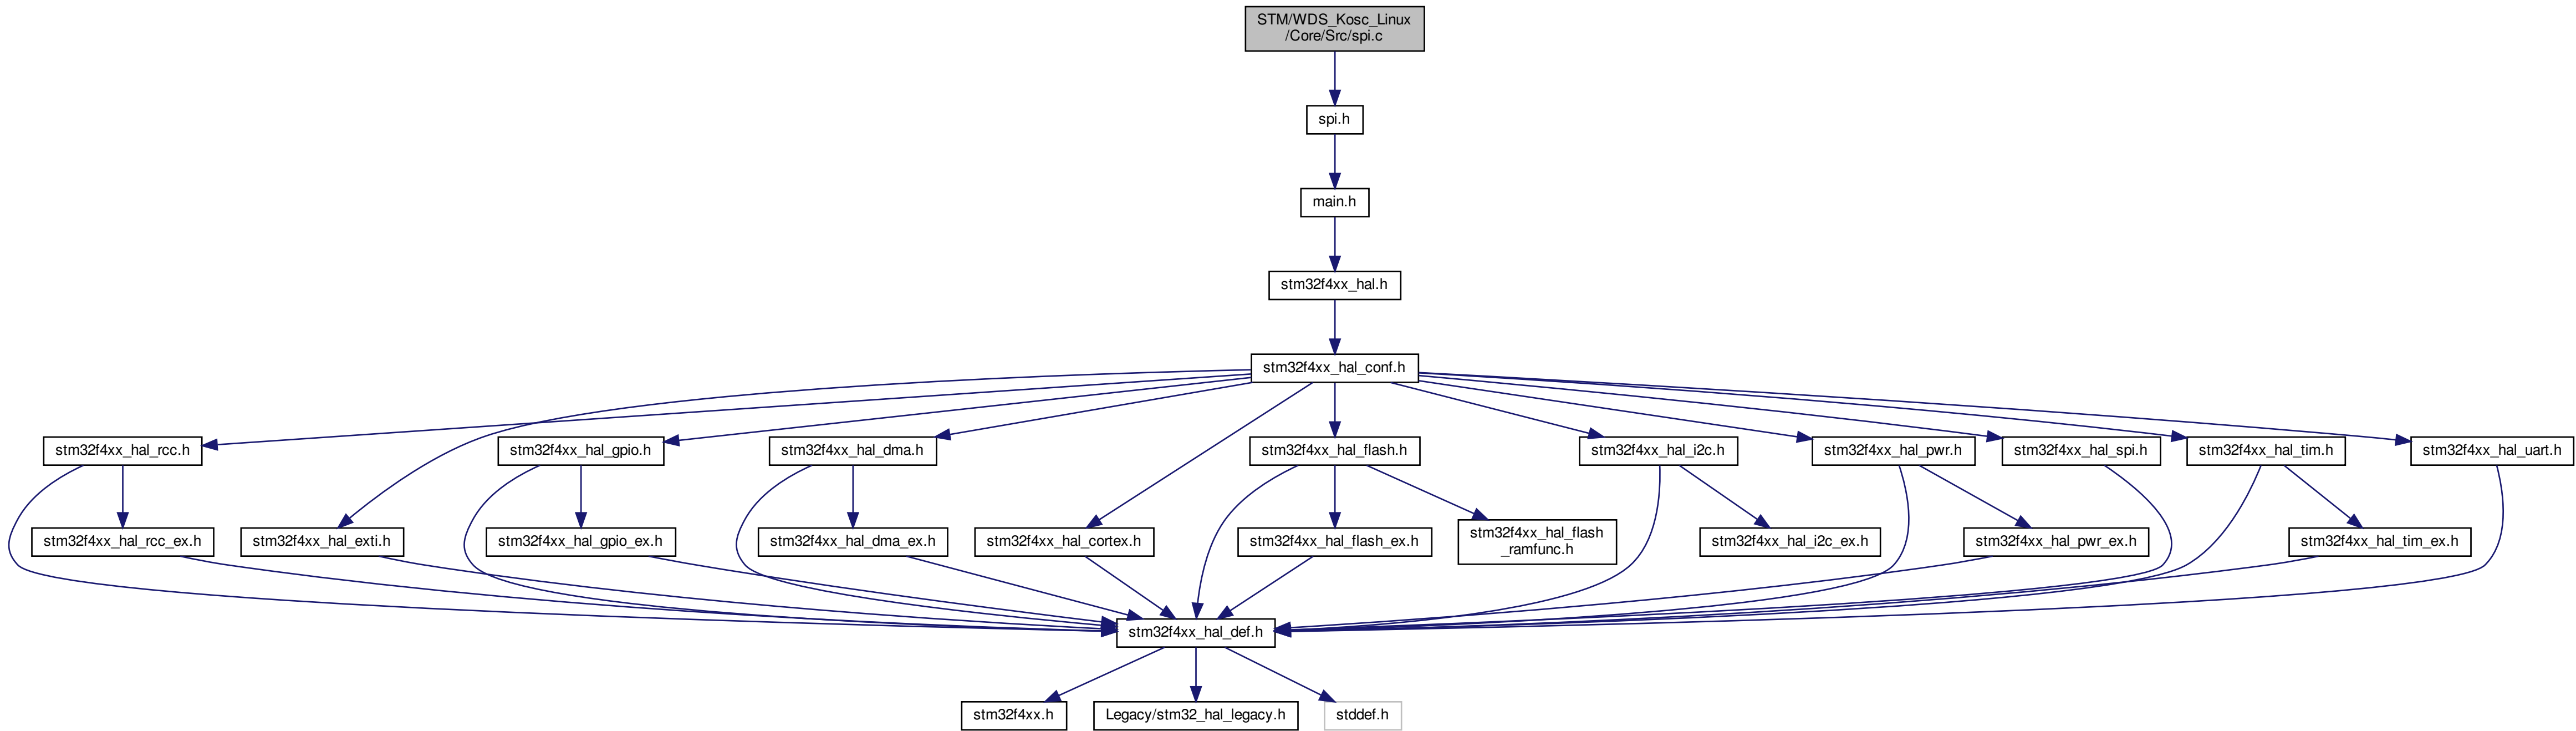 STM/WDS_Kosc_Linux
/Core/Src/spi.c
spi.h
main.h
stm32f4xx_hal.h
stm32f4xx_hal_conf.h
stm32f4xx_hal_rcc.h
stm32f4xx_hal_gpio.h
stm32f4xx_hal_dma.h
stm32f4xx_hal_flash.h
stm32f4xx_hal_i2c.h
stm32f4xx_hal_pwr.h
stm32f4xx_hal_spi.h
stm32f4xx_hal_tim.h
stm32f4xx_hal_uart.h
stm32f4xx_hal_rcc_ex.h
stm32f4xx_hal_exti.h
stm32f4xx_hal_gpio_ex.h
stm32f4xx_hal_dma_ex.h
stm32f4xx_hal_cortex.h
stm32f4xx_hal_flash_ex.h
stm32f4xx_hal_flash
_ramfunc.h
stm32f4xx_hal_i2c_ex.h
stm32f4xx_hal_pwr_ex.h
stm32f4xx_hal_tim_ex.h
stm32f4xx_hal_def.h
stm32f4xx.h
Legacy/stm32_hal_legacy.h
stddef.h